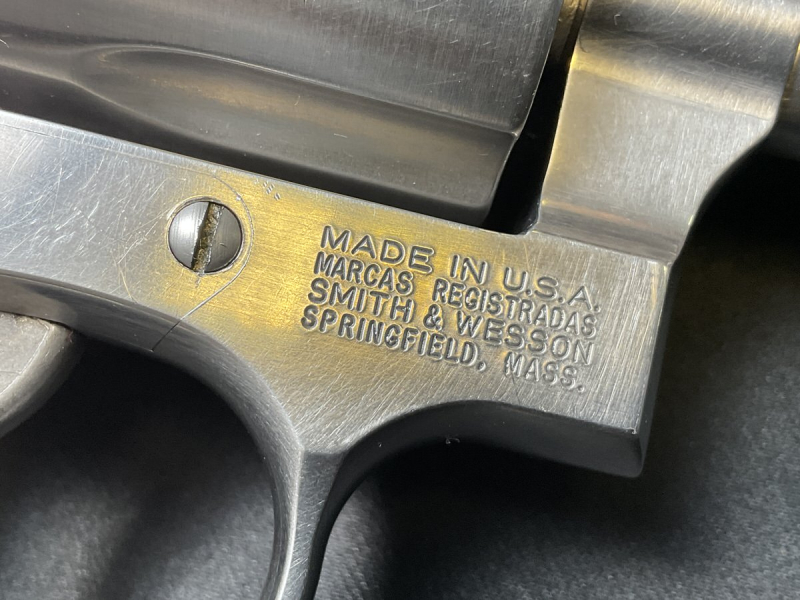 MADE IN U.S.A.
MARCAS REGISTRADAS
SMITH & WESSON
SPRINGFIELD, MASS.